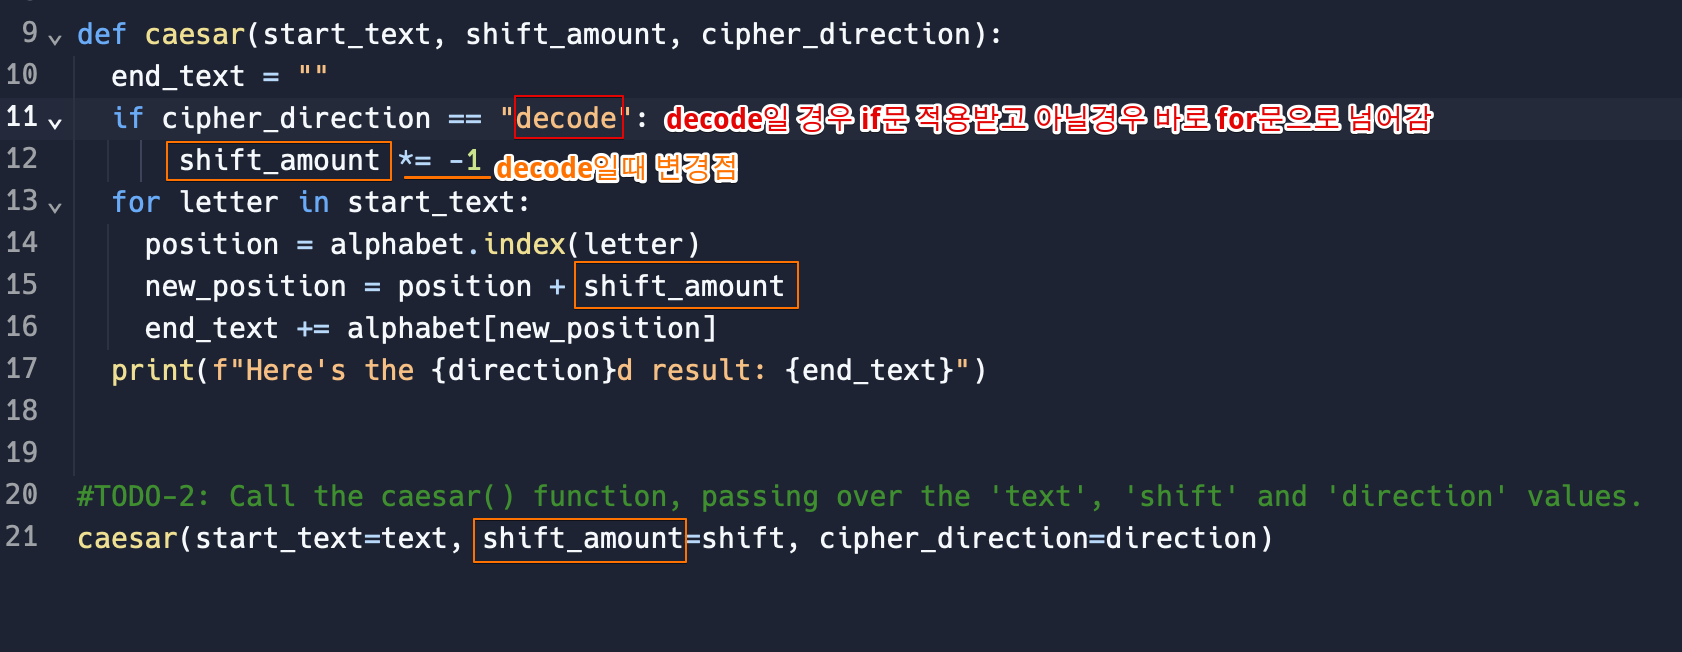 9 def caesar(start_text, shift_amount, cipher_direction):
10 end_text = ""
11 if cipher_direction == "decode": decode일 경우 if문 적용받고 아닐경우 바로 for문으로 넘어감
12 shift_amount *= -1 decode일때 변경점
13 for letter in start_text:
14 position = alphabet.index(letter)
15 new_position = position + shift_amount
16 end_text += alphabet[new_position]
17 print(f"Here's the {direction}d result: {end_text}")
18
19
20 #TODO-2: Call the caesar() function, passing over the 'text', 'shift' and 'direction' values.
21 caesar(start_text=text, shift_amount=shift, cipher_direction=direction)